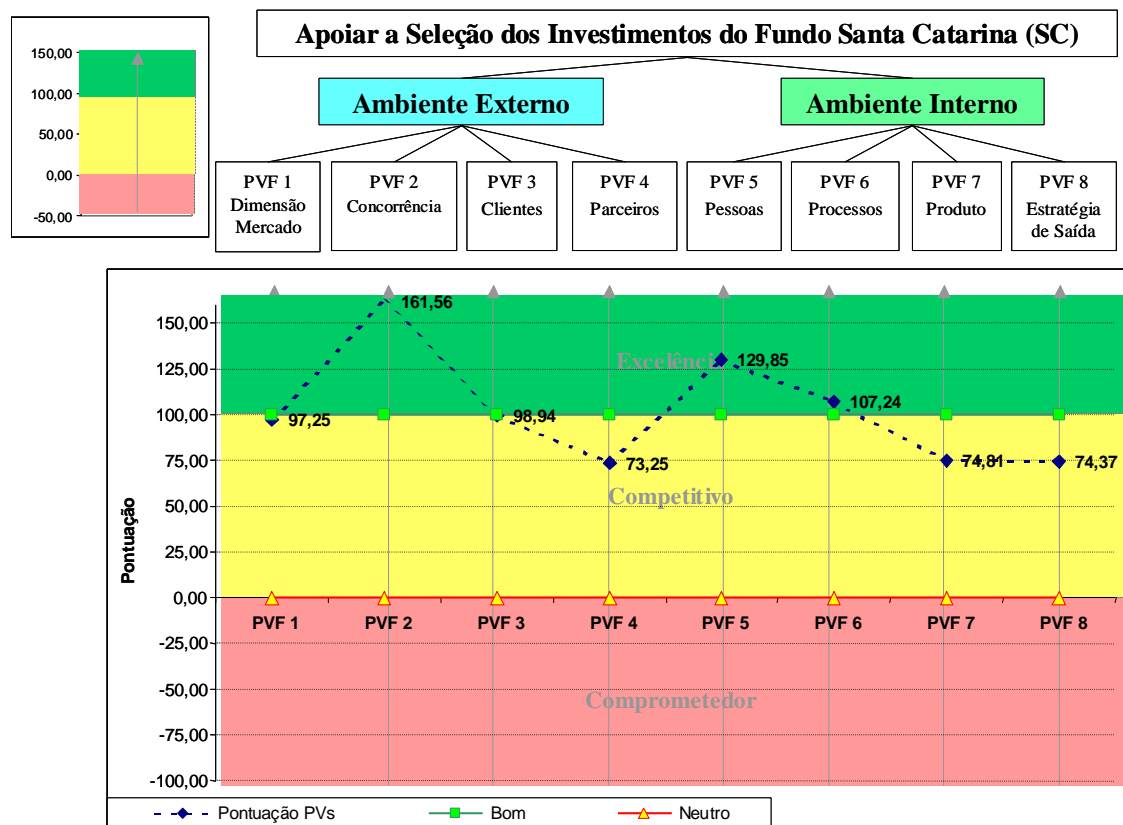 Apoiar a Seleção dos Investimentos do Fundo Santa Catarina (SC)
150,00
100,00
50,00
0,00
-50,00
Ambiente Externo
Ambiente Interno
PVF 1
Dimensão
Mercado
PVF 2
Concorrência
PVF 3
Clientes
PVF 4
Parceiros
PVF 5
Pessoas
PVF 6
Processos
PVF 7
Produto
PVF 8
Estratégia
de Saída
Pontuação
150,00
125,00
100,00
75,00
50,00
25,00
0,00
-25,00
-50,00
-75,00
-100,00
97,25
161,56
98,94
73,25
129,85
107,24
74,81
74,37
Excelência
Competitivo
Comprometedor
PVF 1
PVF 2
PVF 3
PVF 4
PVF 5
PVF 6
PVF 7
PVF 8
Pontuação PVs
Bom
Neutro